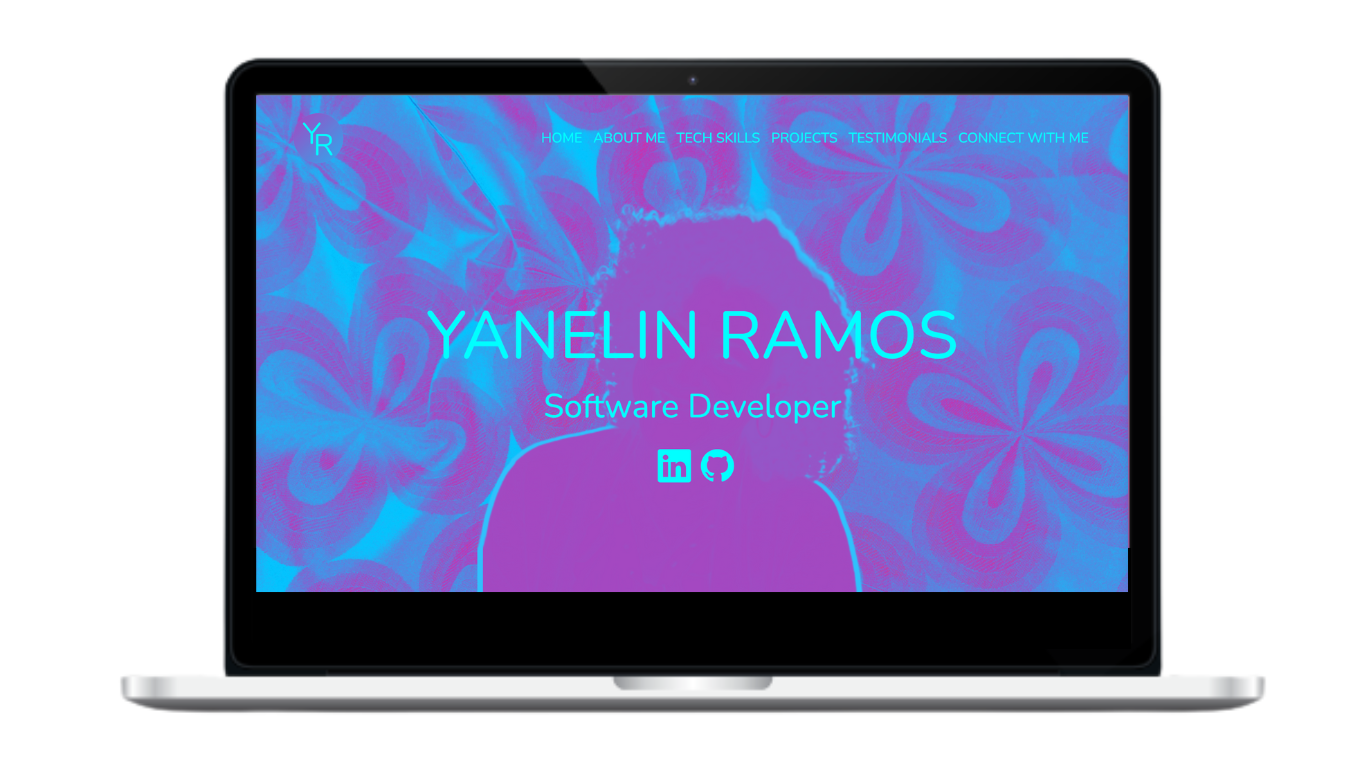 YR
HOME ABOUT ME TECH SKILLS PROJECTS TESTIMONIALS CONNECT WITH ME
YANELIN RAMOS
Software Developer
in